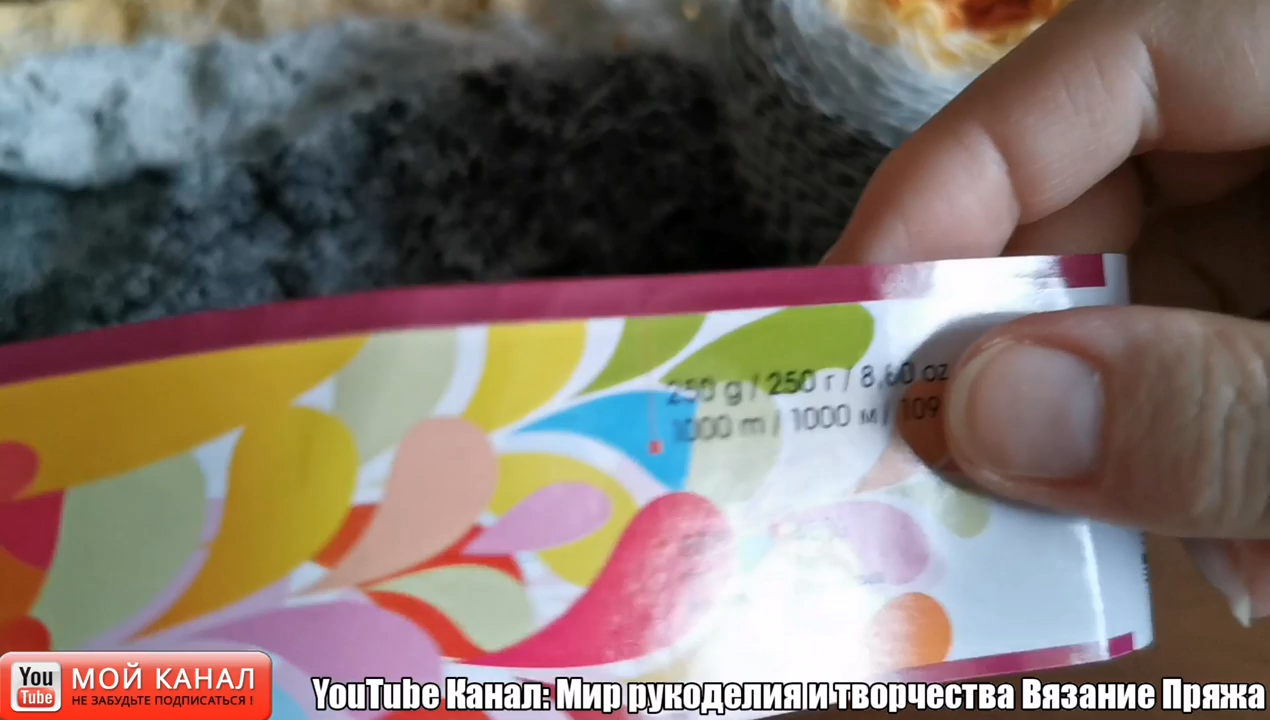 250 g / 250 г / 8,60 oz
1000 m / 1000 м / 109
You
Tube
МОЙ КАНАЛ
НЕ ЗАБУДЬТЕ ПОДПИСАТЬСЯ !
YouTube Канал: Мир рукоделия и творчества Вязание Пряжа